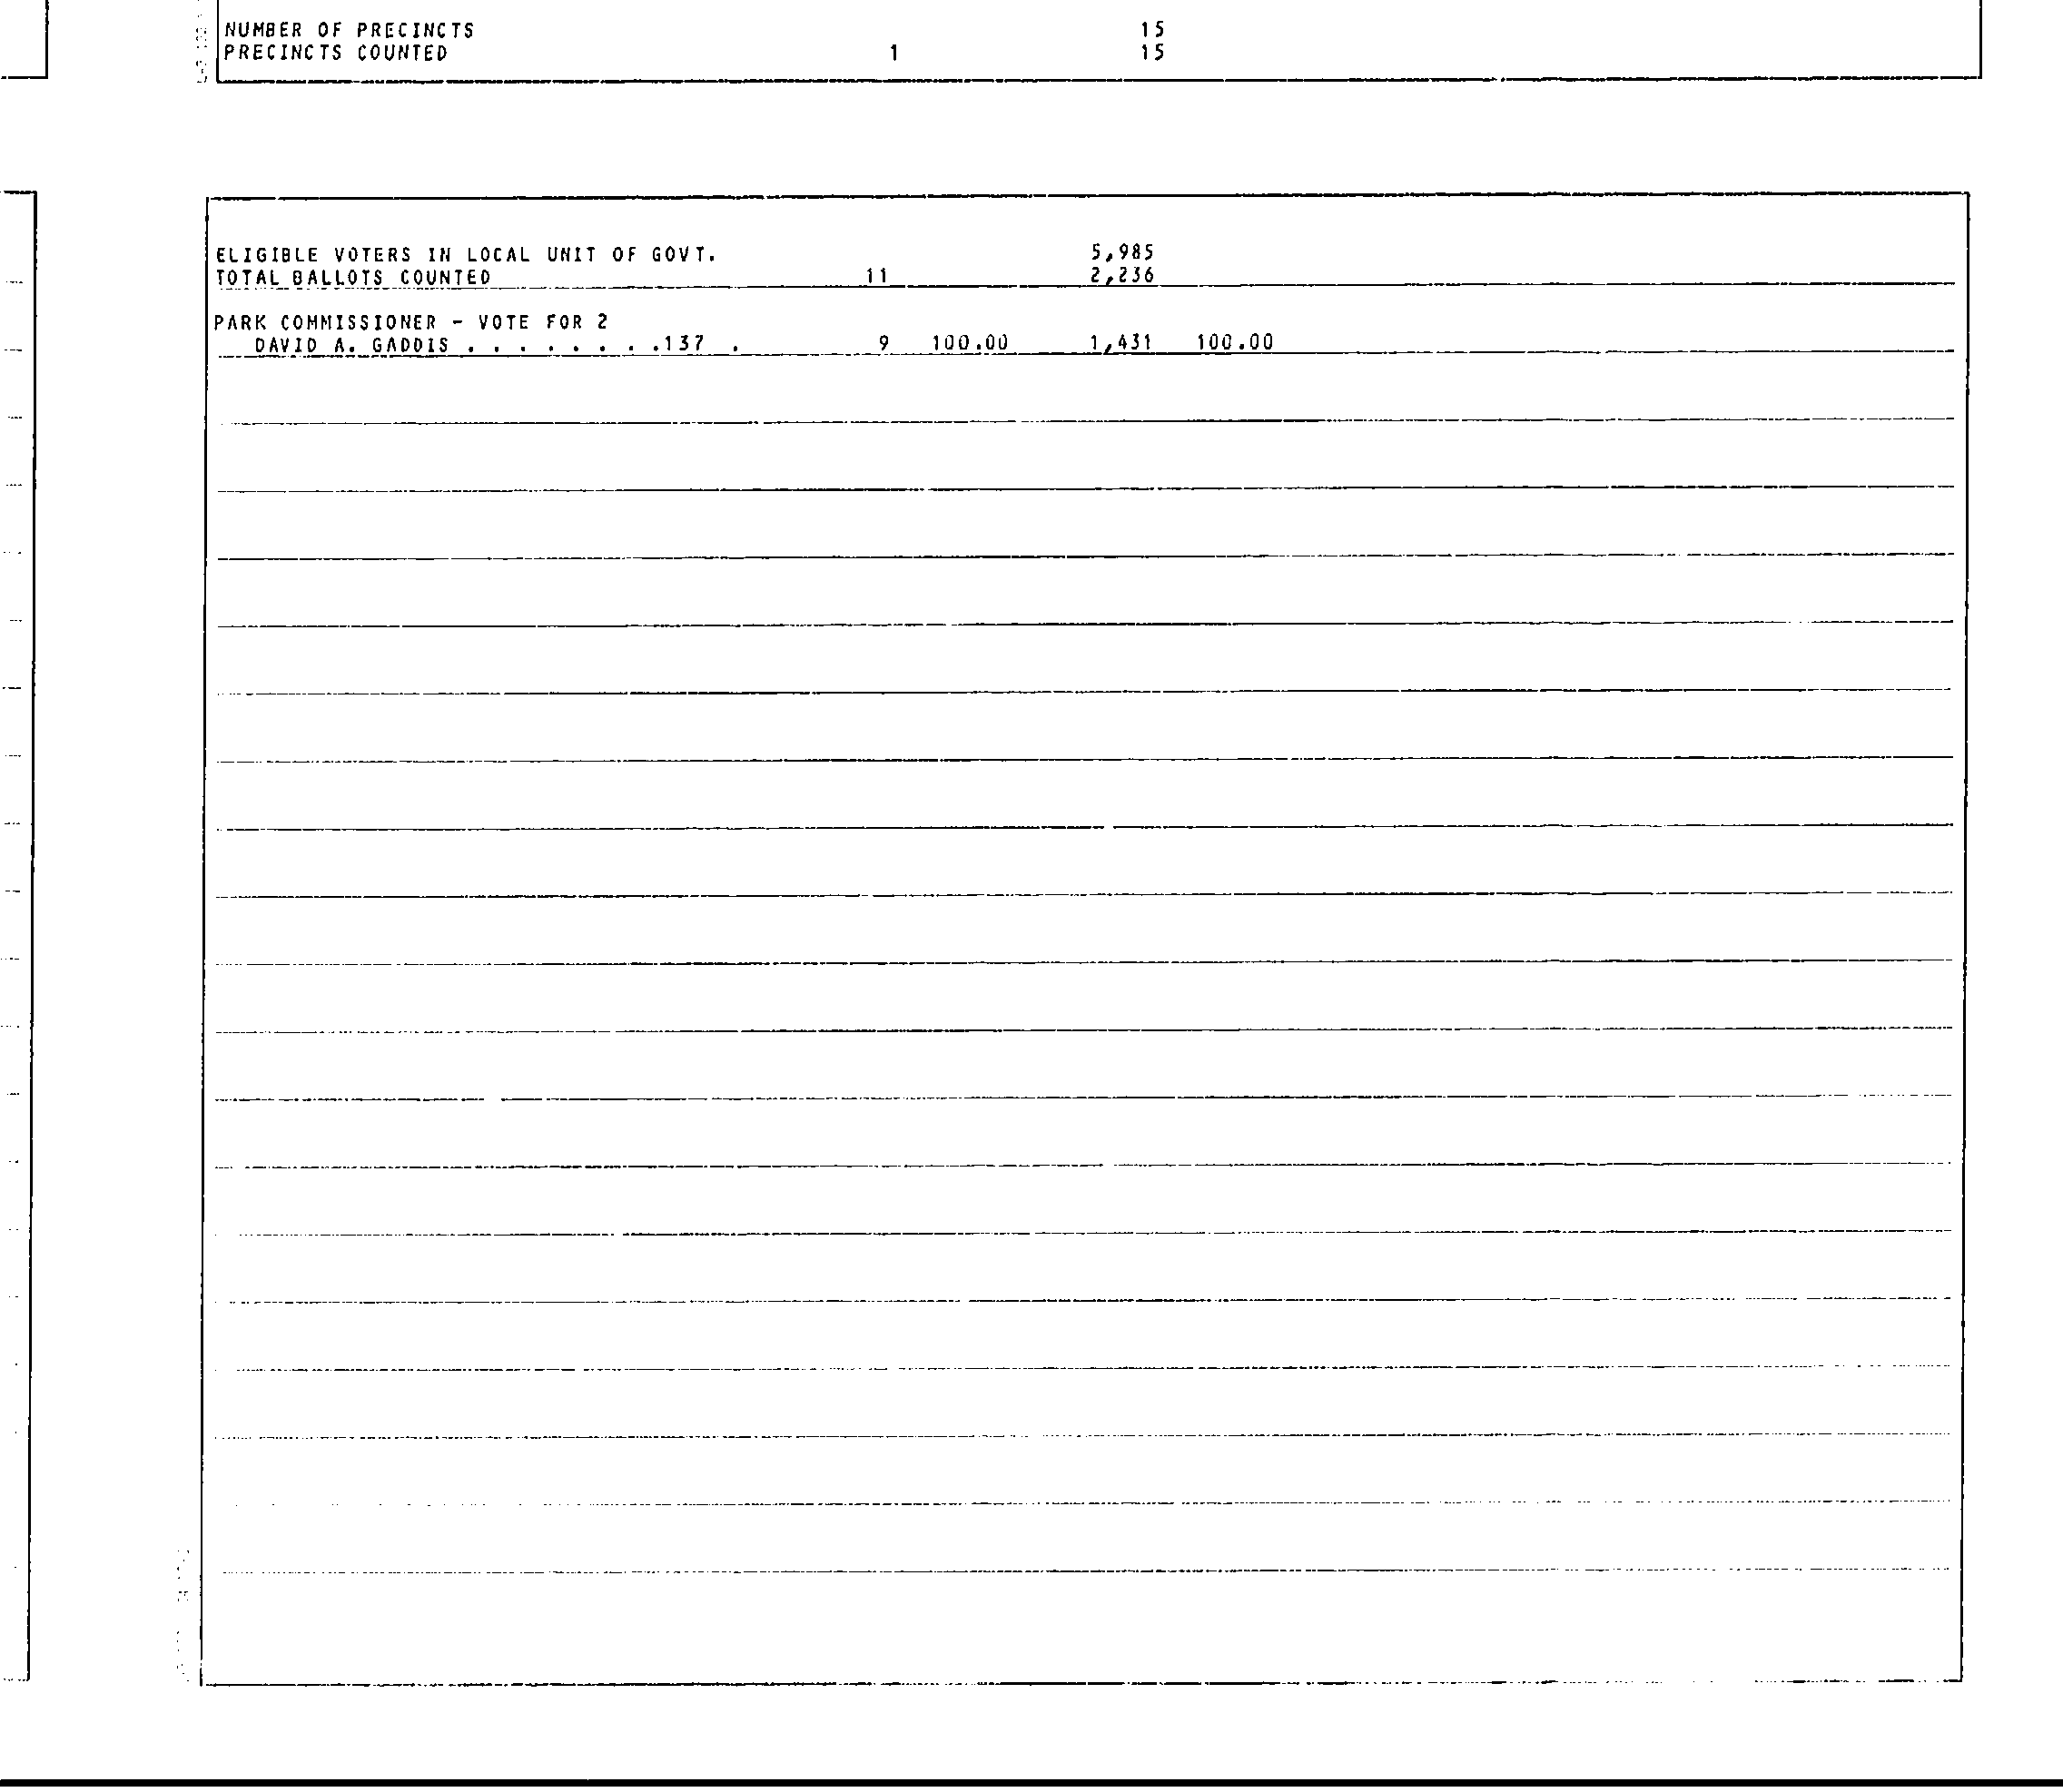 NUMBER OF PRECINCTS 15
PRECINCTS COUNTED 1 15
ELIGIBLE VOTERS IN LOCAL UNIT OF GOVT. 5,985
TOTAL BALLOTS COUNTED 11 2,236
PARK COMMISSIONER - VOTE FOR 2
DAVID A. GADDIS . . . . . . . . .137 . 9 100.00 1,431 100.00